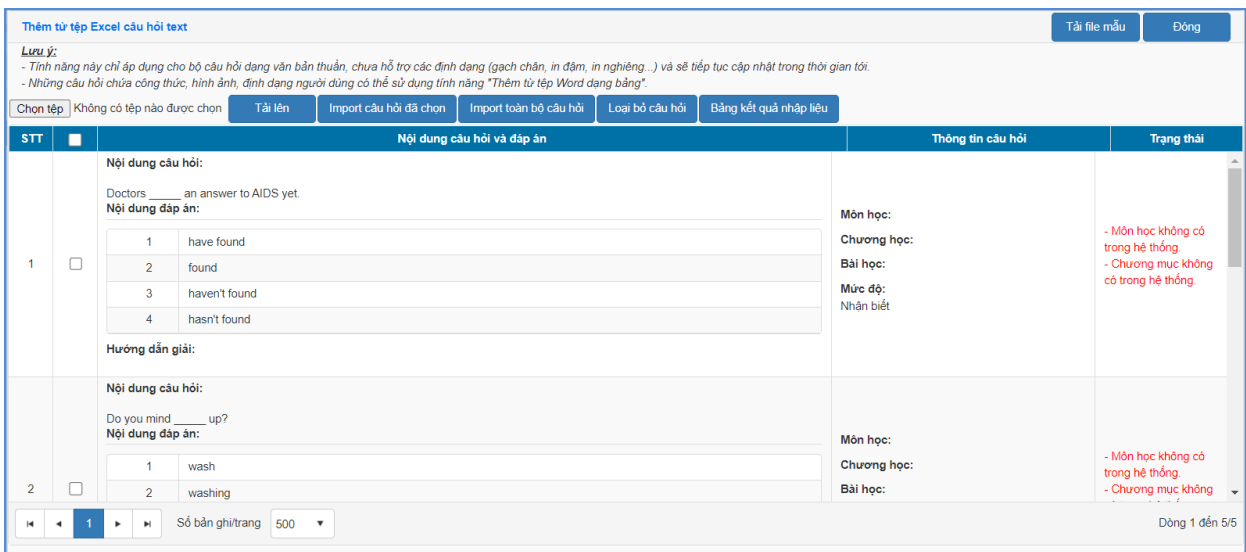 Thêm từ tệp Excel câu hỏi text
Tải file mẫu
Đóng
Lưu ý:
- Tính năng này chỉ áp dụng cho bộ câu hỏi dạng văn bản thuần, chưa hỗ trợ các định dạng (gạch chân, in đậm, in nghiêng...) và sẽ tiếp tục cập nhật trong thời gian tới.
- Những câu hỏi chứa công thức, hình ảnh, định dạng người dùng có thể sử dụng tính năng "Thêm từ tệp Word dạng bảng".
Chọn tệp Không có tệp nào được chọn Tải lên Import câu hỏi đã chọn Import toàn bộ câu hỏi Loại bỏ câu hỏi Bảng kết quả nhập liệu
STT Nội dung câu hỏi và đáp án Thông tin câu hỏi Trạng thái
1
Nội dung câu hỏi:
Doctors _____ an answer to AIDS yet.
Nội dung đáp án:
1 have found
2 found
3 haven't found
4 hasn't found
Hướng dẫn giải:
Môn học:
Chương học:
Bài học:
Mức độ:
Nhận biết
- Môn học không có
trong hệ thống.
- Chương mục không
có trong hệ thống.
2
Nội dung câu hỏi:
Do you mind _____ up?
Nội dung đáp án:
1 wash
2 washing
Môn học:
Chương học:
Bài học:
- Môn học không có
trong hệ thống.
- Chương mục không
1 Số bản ghi/trang 500 Dòng 1 đến 5/5